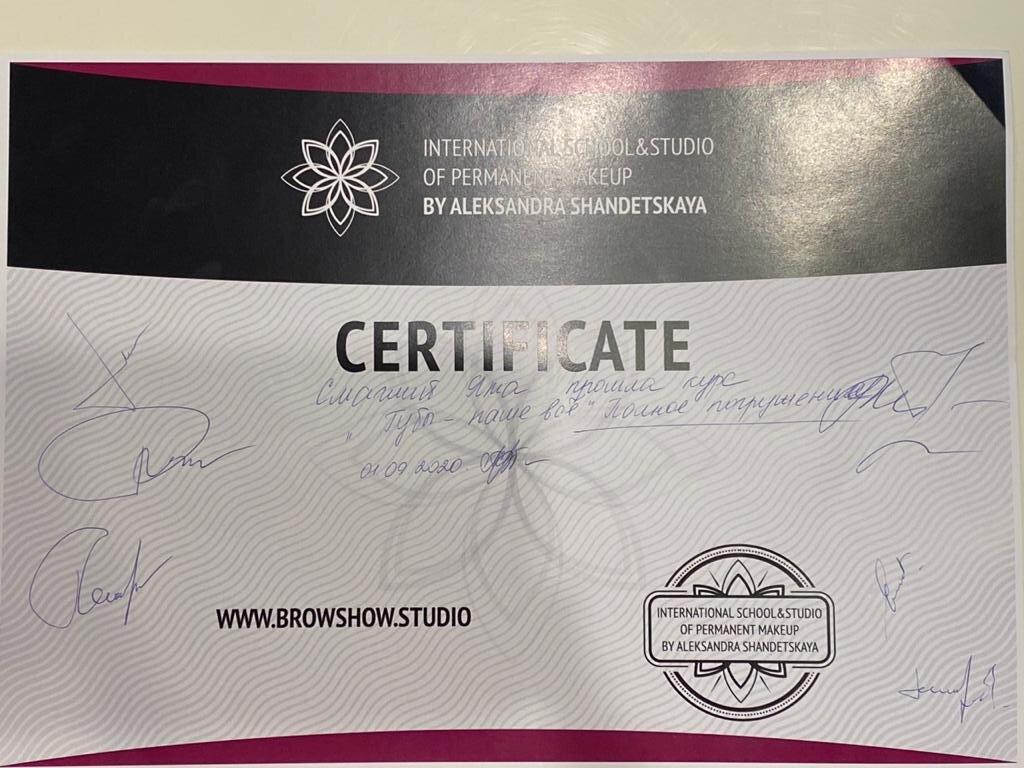 INTERNATIONAL SCHOOL&STUDIO
OF PERMANENT MAKEUP
BY ALEKSANDRA SHANDETSKAYA
CERTIFICATE
прошла курс
"Губы - наше всё" Полное погружение
01 09 2020
WWW.BROWSHOW.STUDIO
INTERNATIONAL SCHOOL&STUDIO
OF PERMANENT MAKEUP
BY ALEKSANDRA SHANDETSKAYA